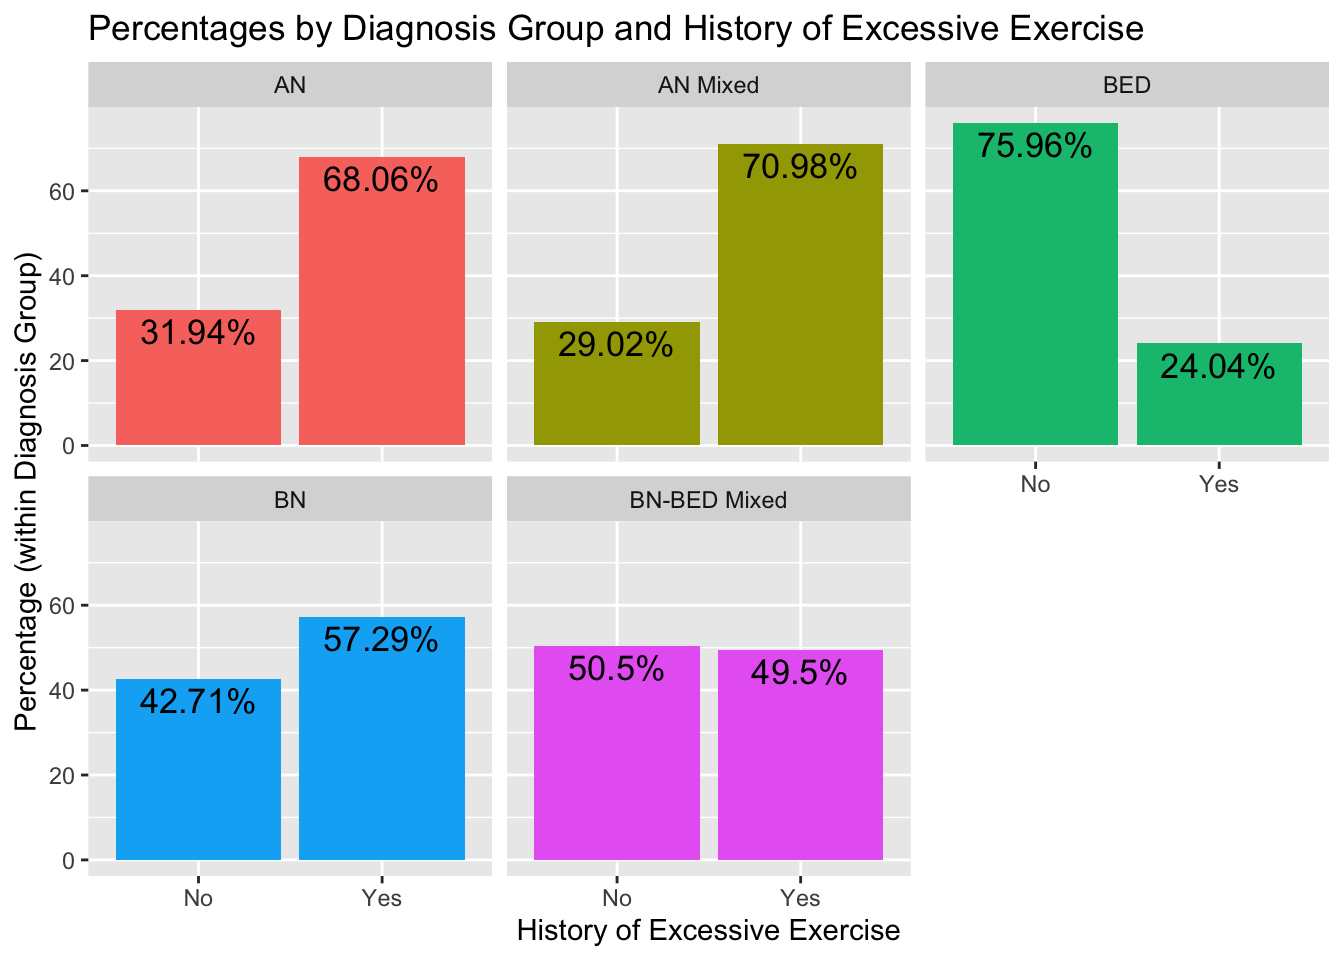 Percentages by Diagnosis Group and History of Excessive Exercise
AN
AN Mixed
BED
Percentage (within Diagnosis Group)
60
40
20
0
31.94%
68.06%
29.02%
70.98%
75.96%
24.04%
No
Yes
BN
BN-BED Mixed
60
40
20
0
42.71%
57.29%
50.5%
49.5%
No
Yes
No
Yes
History of Excessive Exercise